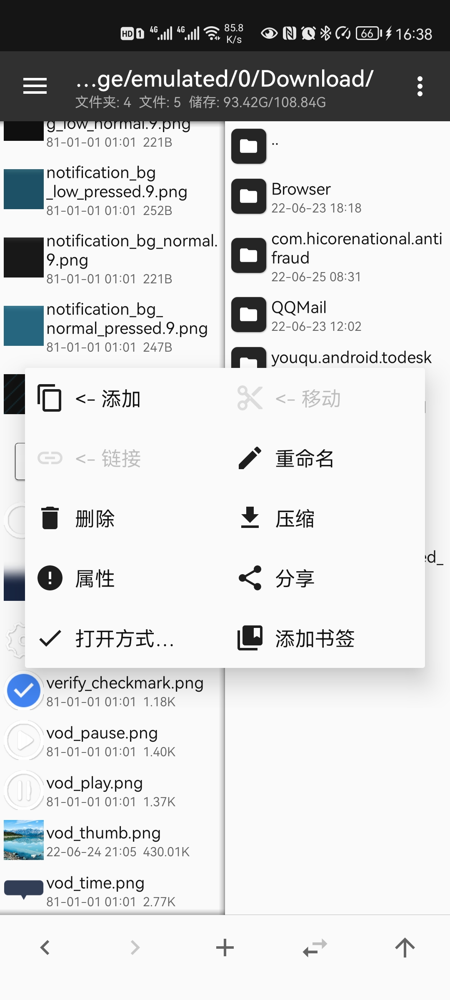 HD 1 4G 4G 85.8 K/s 66 16:38
...ge/emulated/0/Download/
文件夹: 4 文件: 5 储存: 93.42G/108.84G
g_low_normal.9.png
81-01-01 01:01 221B
notification_bg
_low_pressed.9.png
81-01-01 01:01 252B
notification_bg_normal.
9.png
81-01-01 01:01 221B
notification_bg_
normal_pressed.9.png
81-01-01 01:01 247B
..
Browser
22-06-23 18:18
com.hicorenational.anti
fraud
22-06-25 08:31
QQMail
22-06-23 12:02
youqu.android.todesk
<- 添加
<- 移动
<- 链接
重命名
删除
压缩
属性
分享
打开方式...
添加书签
ed_
verify_checkmark.png
81-01-01 01:01 1.18K
vod_pause.png
81-01-01 01:01 1.40K
vod_play.png
81-01-01 01:01 1.37K
vod_thumb.png
22-06-24 21:05 430.01K
vod_time.png
81-01-01 01:01 2.77K